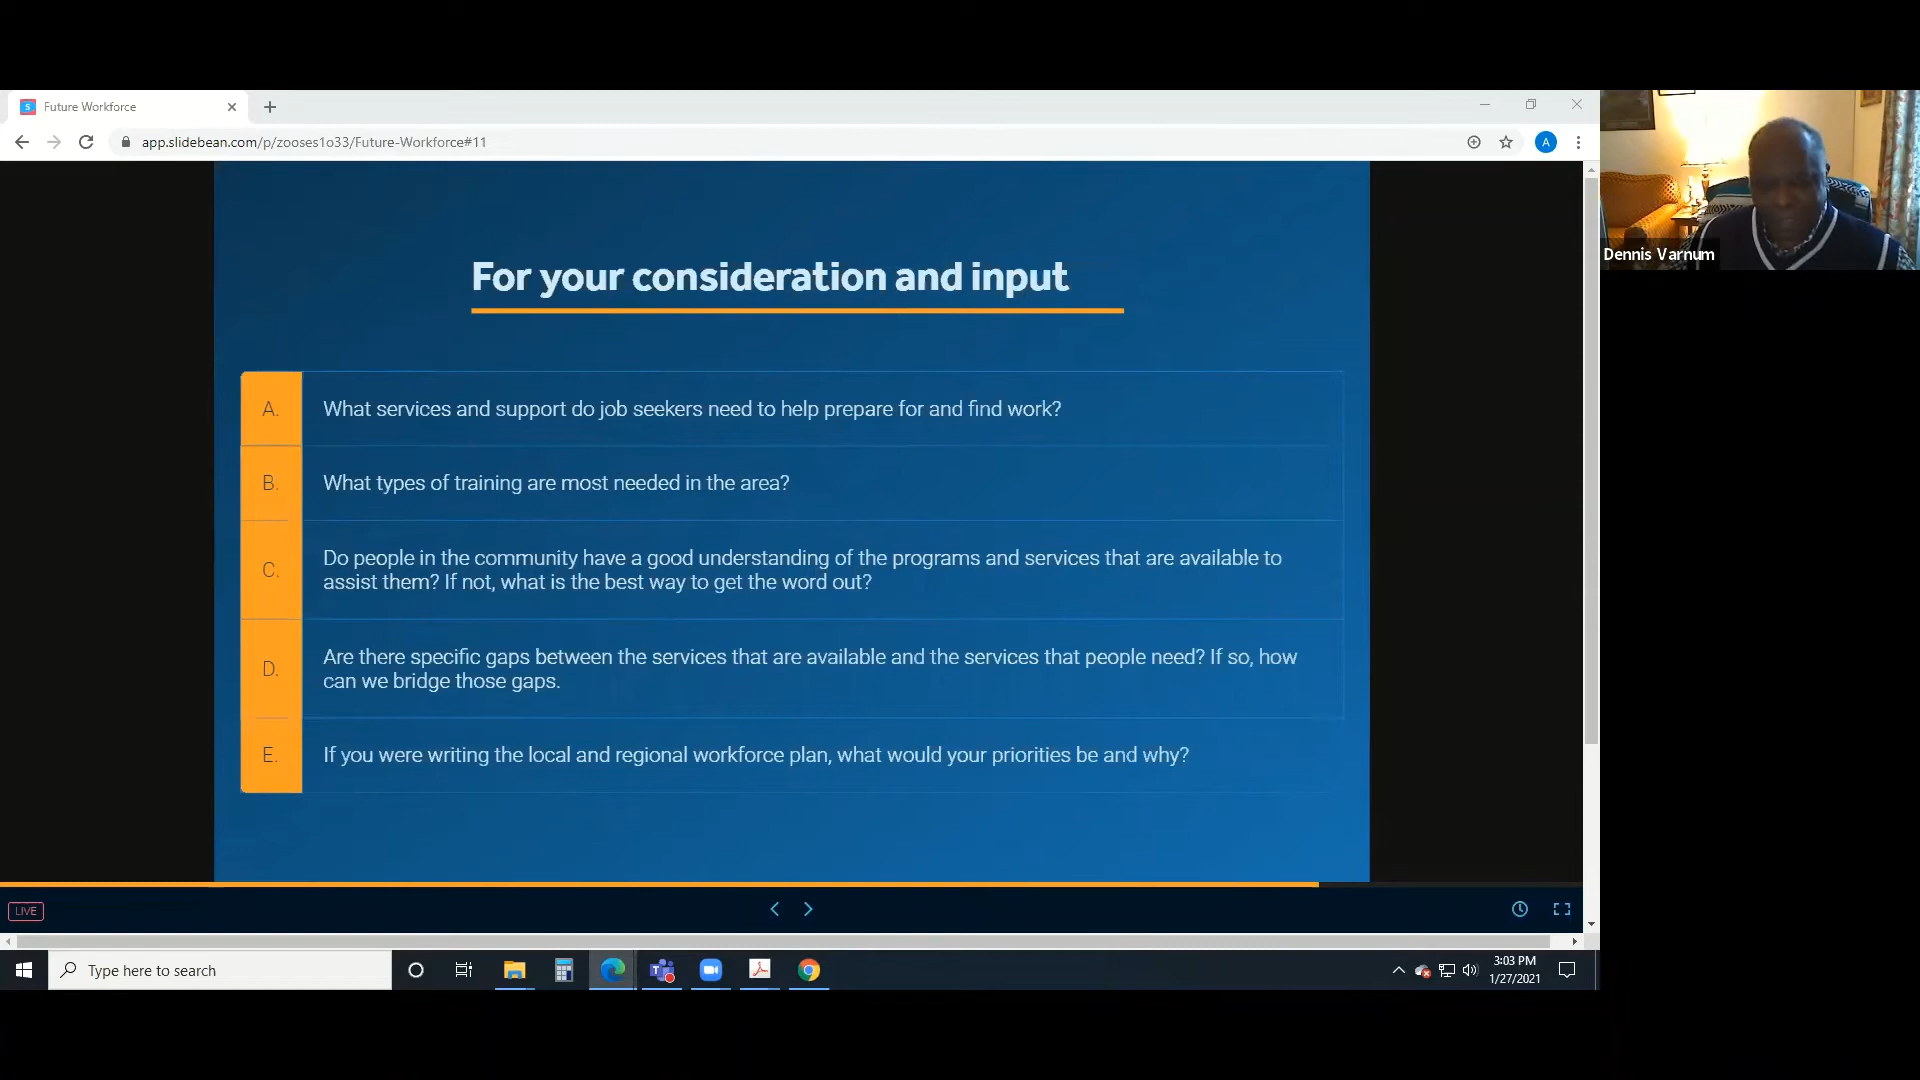 Future Workforce
app.slidebean.com/p/zooses1o33/Future-Workforce#11
A
Dennis Varnum
For your consideration and input
A. What services and support do job seekers need to help prepare for and find work?
B. What types of training are most needed in the area?
C. Do people in the community have a good understanding of the programs and services that are available to
assist them? If not, what is the best way to get the word out?
D. Are there specific gaps between the services that are available and the services that people need? If so, how
can we bridge those gaps.
E. If you were writing the local and regional workforce plan, what would your priorities be and why?
LIVE
Type here to search
3:03 PM
1/27/2021